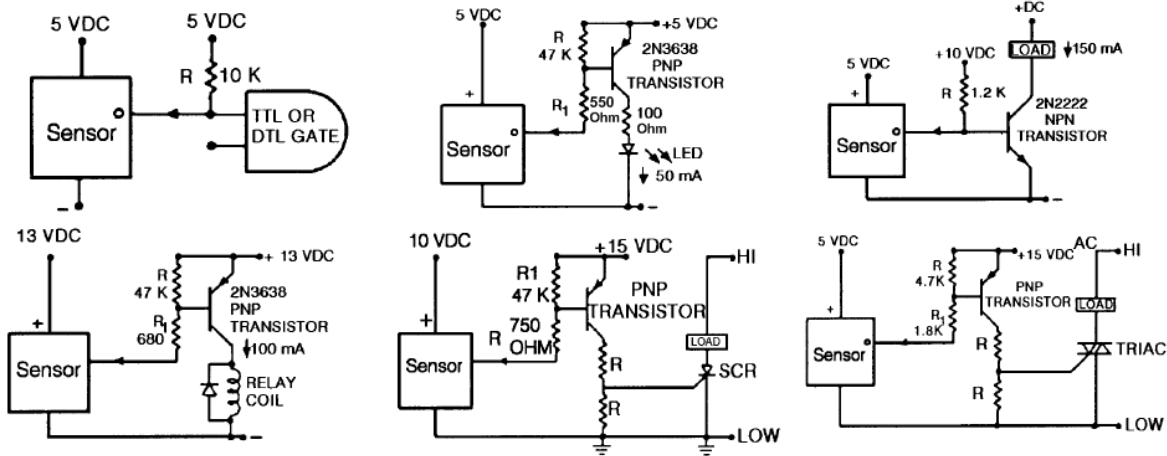 5 VDC
5 VDC
R
10 K
Sensor
TTL OR
DTL GATE
−
5 VDC
+5 VDC
R
47 K
2N3638
PNP
TRANSISTOR
+
R1
550
Ohm
100
Ohm
Sensor
LED
50 mA
−
+DC
LOAD
150 mA
+10 VDC
5 VDC
+
R
1.2 K
2N2222
NPN
TRANSISTOR
Sensor
−
13 VDC
+ 13 VDC
R
47 K
2N3638
PNP
TRANSISTOR
+
R1
680
100 mA
Sensor
RELAY
COIL
−
10 VDC
+15 VDC
HI
R1
47 K
PNP
TRANSISTOR
+
R
750
OHM
LOAD
Sensor
R
SCR
R
LOW
5 VDC
+15 VDC
AC
HI
R
4.7K
PNP
TRANSISTOR
LOAD
+
R1
1.8K
Sensor
R
TRIAC
R
LOW